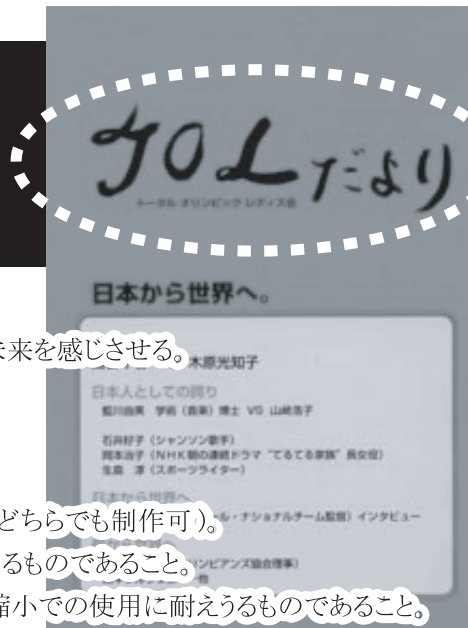 TOLだより
トータル オリンピック レディス会
日本から世界へ。
来を感じさせる。
木原光知子
日本人としての誇り
藍川由美 学術（音楽）博士 VS 山崎浩子
石井好子（シャンソン歌手）
岡本治子（NHK朝の連続ドラマ “てるてる家族” 長女役）
生島 淳（スポーツライター）
日本から世界へ
ール・ナショナルチーム監督）インタビュー
どちらでも制作可)。
るものであること。
リンピアンズ協会理事）
縮小での使用に耐えうるものであること。